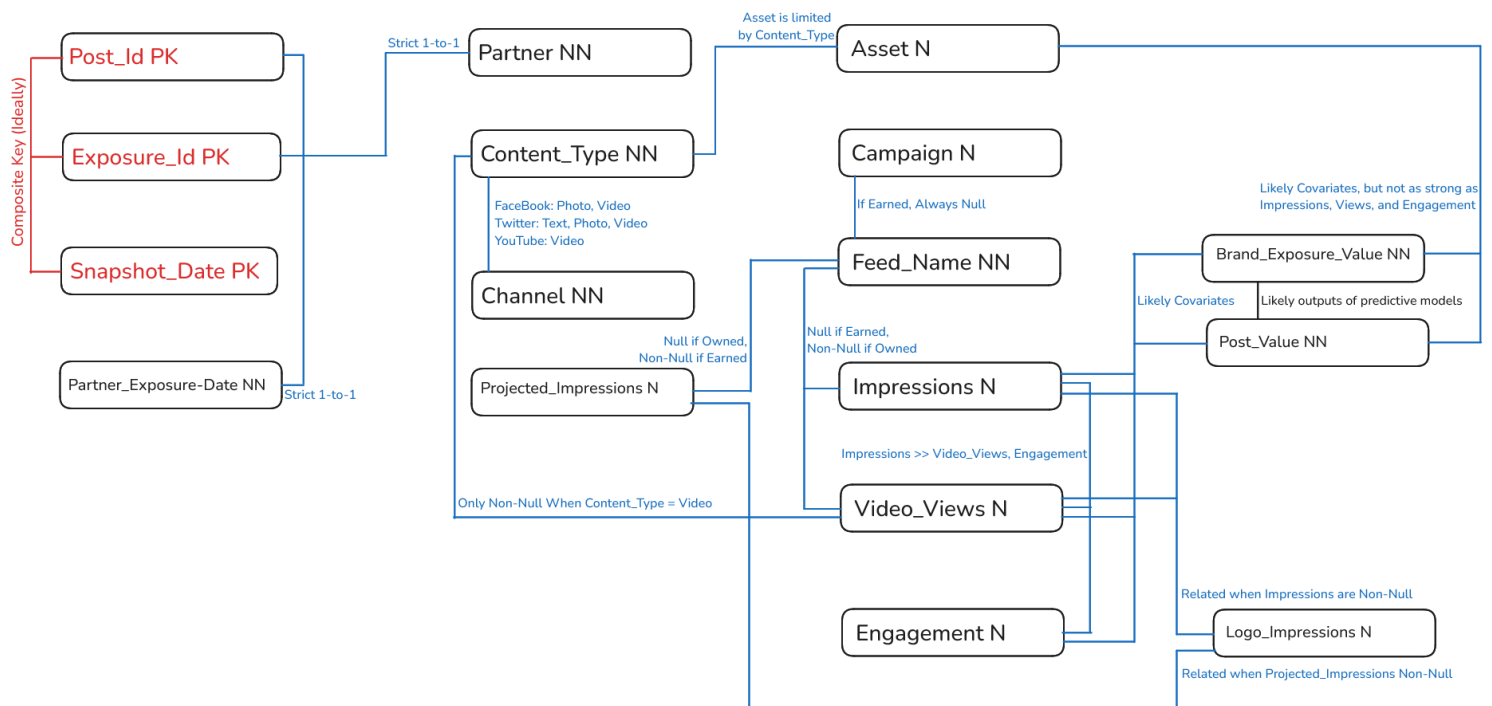 Composite Key (Ideally)
Post_Id PK
Exposure_Id PK
Snapshot_Date PK
Partner_Exposure-Date NN
Strict 1-to-1
Strict 1-to-1
Partner NN
Content_Type NN
FaceBook: Photo, Video
Twitter: Text, Photo, Video
YouTube: Video
Channel NN
Null if Owned,
Non-Null if Earned
Projected_Impressions N
Only Non-Null When Content_Type = Video
Asset is limited
by Content_Type
Asset N
Campaign N
If Earned, Always Null
Feed_Name NN
Null if Earned,
Non-Null if Owned
Impressions N
Impressions >> Video_Views, Engagement
Video_Views N
Engagement N
Likely Covariates, but not as strong as
Impressions, Views, and Engagement
Brand_Exposure_Value NN
Likely Covariates
Likely outputs of predictive models
Post_Value NN
Related when Impressions are Non-Null
Logo_Impressions N
Related when Projected_Impressions Non-Null